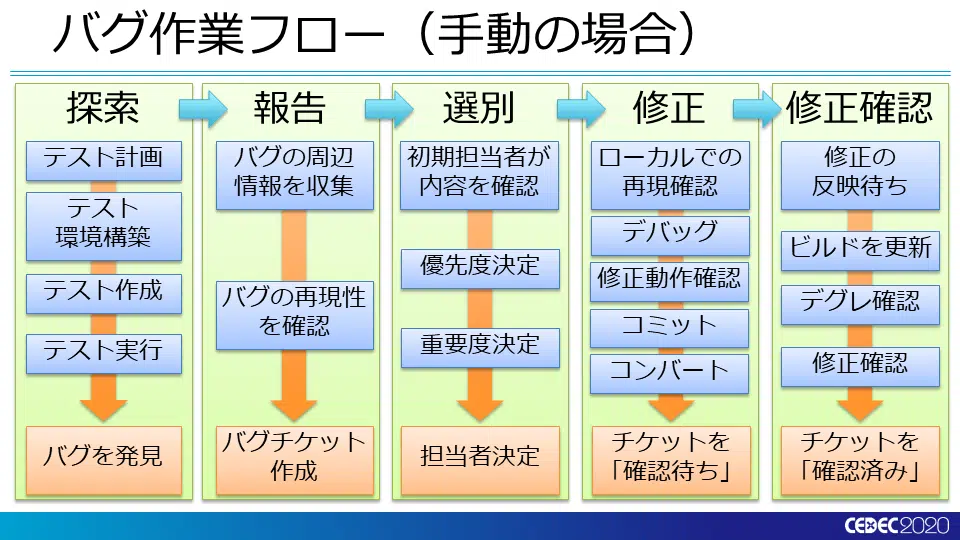 バグ作業フロー（手動の場合）
探索
テスト計画
テスト
環境構築
テスト作成
テスト実行
バグを発見
報告
バグの周辺
情報を収集
バグの再現性
を確認
バグチケット
作成
選別
初期担当者が
内容を確認
優先度決定
重要度決定
担当者決定
修正
ローカルでの
再現確認
デバッグ
修正動作確認
コミット
コンバート
チケットを
「確認待ち」
修正確認
修正の
反映待ち
ビルドを更新
デグレ確認
修正確認
チケットを
「確認済み」
CEDEC2020